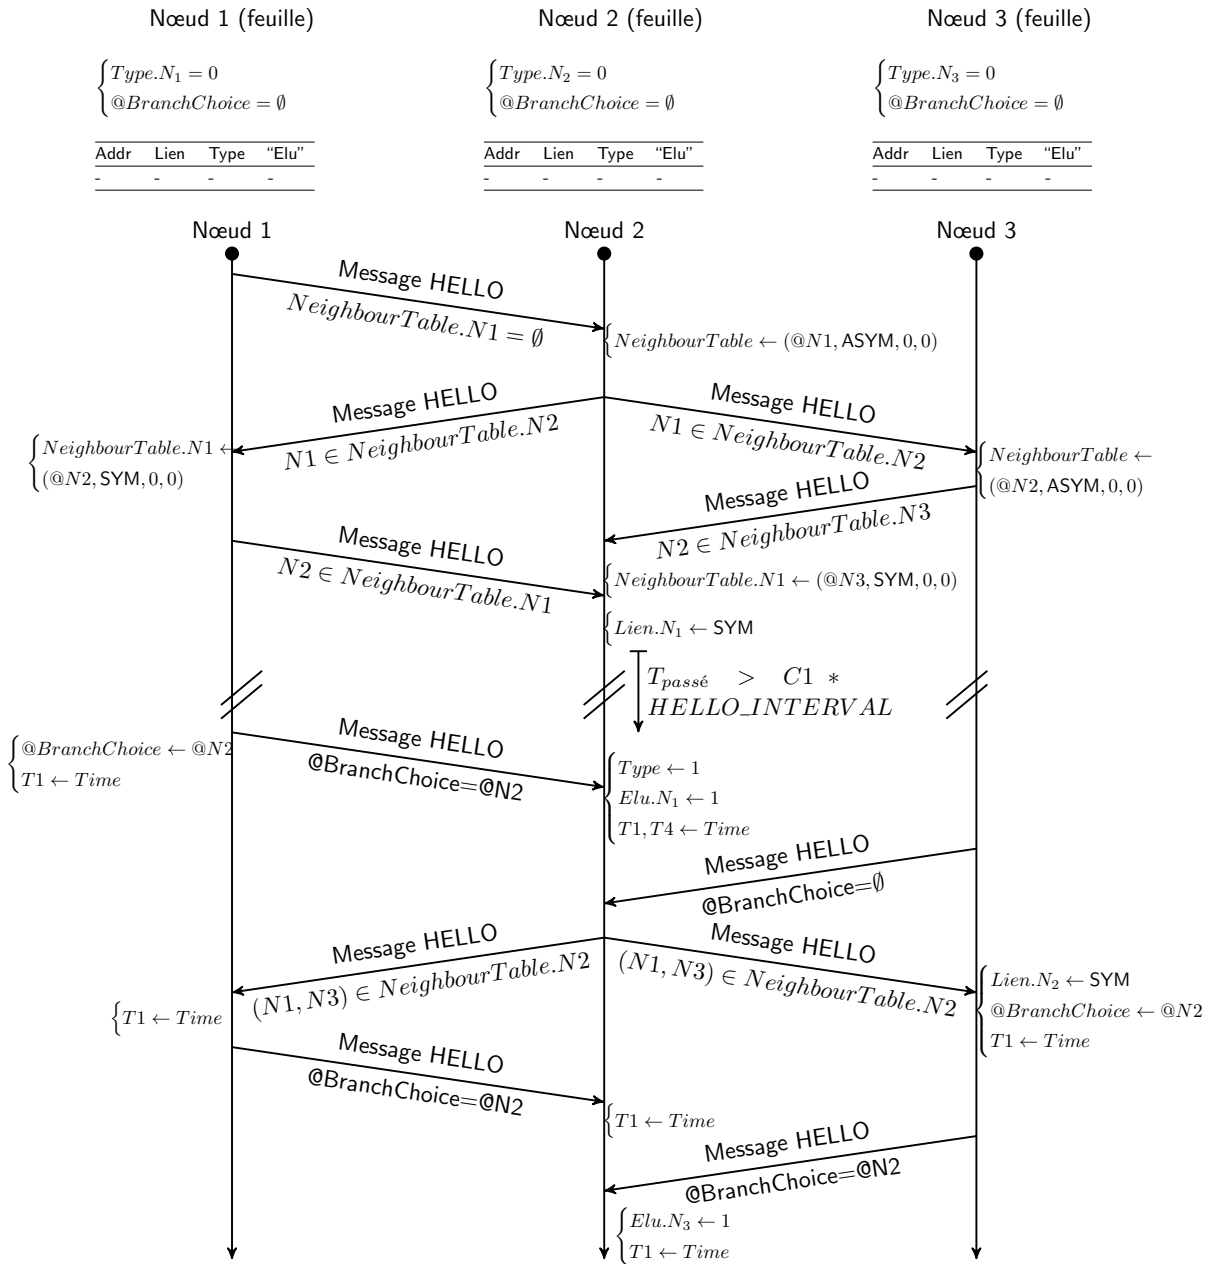 Nœud 1 (feuille) Nœud 2 (feuille) Nœud 3 (feuille)
Type.N₁ = 0
@BranchChoice = ∅
Type.N₂ = 0
@BranchChoice = ∅
Type.N₃ = 0
@BranchChoice = ∅
Addr Lien Type “Elu”
- - - -
Addr Lien Type “Elu”
- - - -
Addr Lien Type “Elu”
- - - -
Nœud 1 Nœud 2 Nœud 3
Message HELLO
NeighbourTable.N1 = ∅
NeighbourTable ← (@N1, ASYM, 0, 0)
Message HELLO
N1 ∈ NeighbourTable.N2
Message HELLO
N1 ∈ NeighbourTable.N2
NeighbourTable.N1 ←
(@N2, SYM, 0, 0)
NeighbourTable ←
(@N2, ASYM, 0, 0)
Message HELLO
N2 ∈ NeighbourTable.N3
Message HELLO
N2 ∈ NeighbourTable.N1
NeighbourTable.N1 ← (@N3, SYM, 0, 0)
Lien.N₁ ← SYM
T_passé > C1 *
HELLO_INTERVAL
Message HELLO
@BranchChoice=@N2
@BranchChoice ← @N2
T1 ← Time
Type ← 1
Elu.N₁ ← 1
T1, T4 ← Time
Message HELLO
@BranchChoice=∅
Message HELLO
(N1, N3) ∈ NeighbourTable.N2
Message HELLO
(N1, N3) ∈ NeighbourTable.N2
T1 ← Time
Lien.N₂ ← SYM
@BranchChoice ← @N2
T1 ← Time
Message HELLO
@BranchChoice=@N2
T1 ← Time
Message HELLO
@BranchChoice=@N2
Elu.N₃ ← 1
T1 ← Time